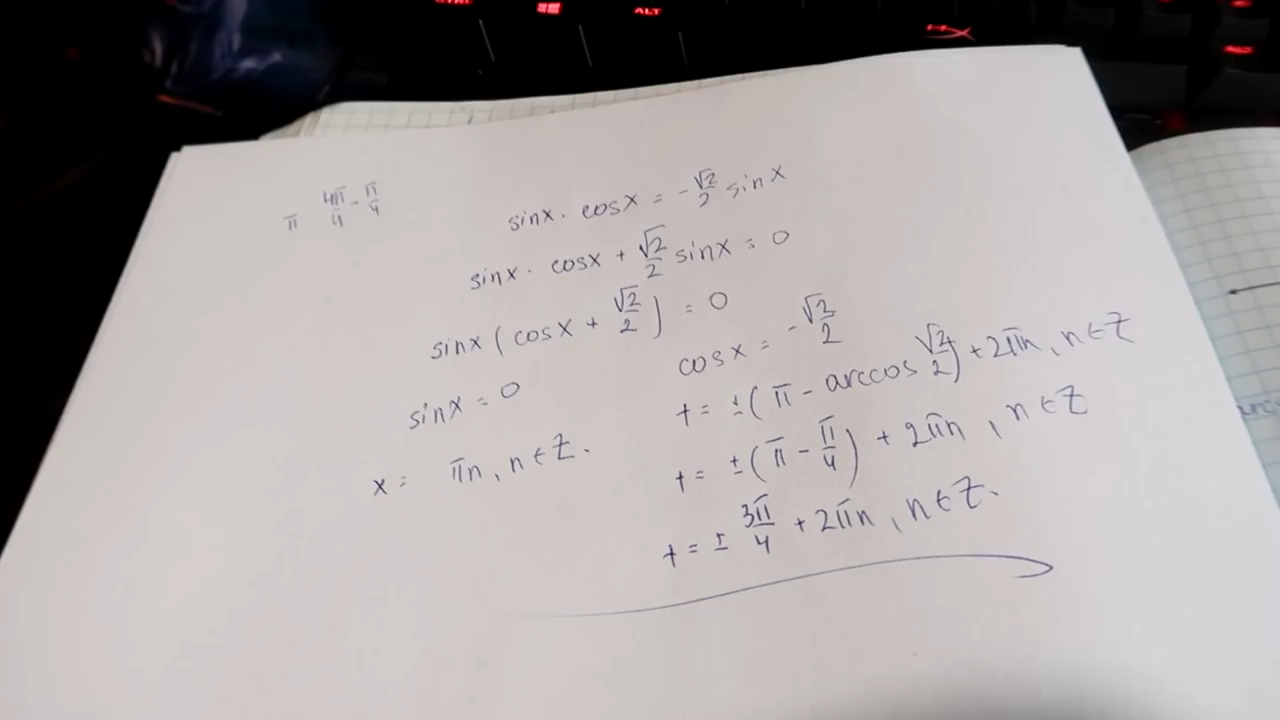 π 4π/4 - π/4
sinx · cosx = -√2/2 sinx
sinx · cosx + √2/2 sinx = 0
sinx (cosx + √2/2) = 0
sinx = 0
x = πn, n ∈ Z.
cosx = -√2/2
t = ±(π - arccos √2/2) + 2πn, n ∈ Z
t = ±(π - π/4) + 2πn, n ∈ Z
t = ± 3π/4 + 2πn, n ∈ Z.
ALT